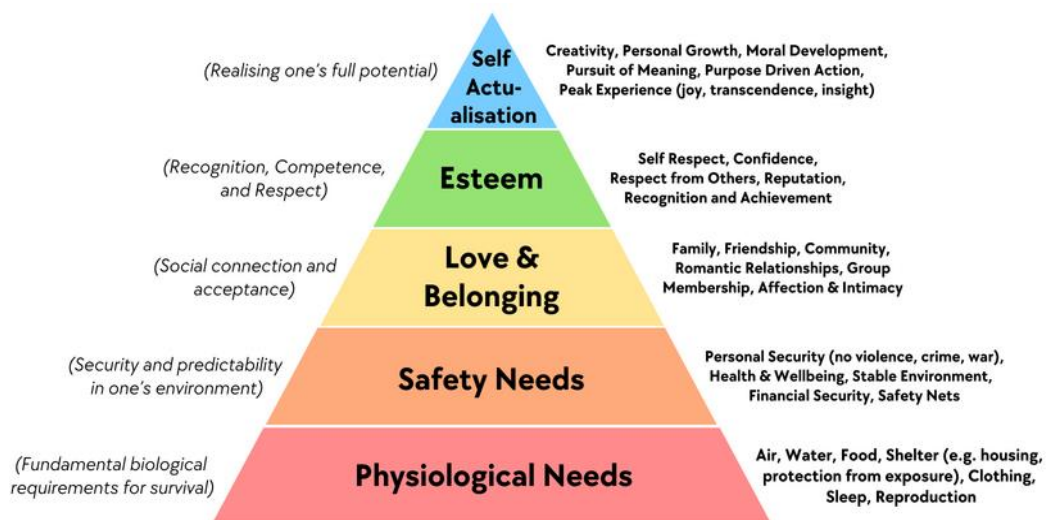 (Realising one's full potential)
Self
Actu-
alisation
Creativity, Personal Growth, Moral Development,
Pursuit of Meaning, Purpose Driven Action,
Peak Experience (joy, transcendence, insight)
(Recognition, Competence,
and Respect)
Esteem
Self Respect, Confidence,
Respect from Others, Reputation,
Recognition and Achievement
(Social connection and
acceptance)
Love &
Belonging
Family, Friendship, Community,
Romantic Relationships, Group
Membership, Affection & Intimacy
(Security and predictability
in one's environment)
Safety Needs
Personal Security (no violence, crime, war),
Health & Wellbeing, Stable Environment,
Financial Security, Safety Nets
(Fundamental biological
requirements for survival)
Physiological Needs
Air, Water, Food, Shelter (e.g. housing,
protection from exposure), Clothing,
Sleep, Reproduction